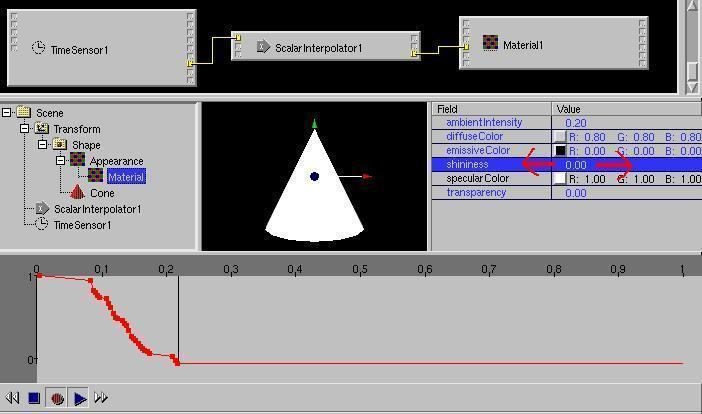 TimeSensor1
ScalarInterpolator1
Material1
Scene
Transform
Shape
Appearance
Material
Cone
ScalarInterpolator1
TimeSensor1
Field Value
ambientIntensity 0.20
diffuseColor R: 0.80 G: 0.80 B: 0.80
emissiveColor R: 0.00 G: 0.00 B: 0.00
shininess 0.00
specularColor R: 1.00 G: 1.00 B: 1.00
transparency 0.00
0 0,1 0,2 0,3 0,4 0,5 0,6 0,7 0,8 0,9 1
1
0